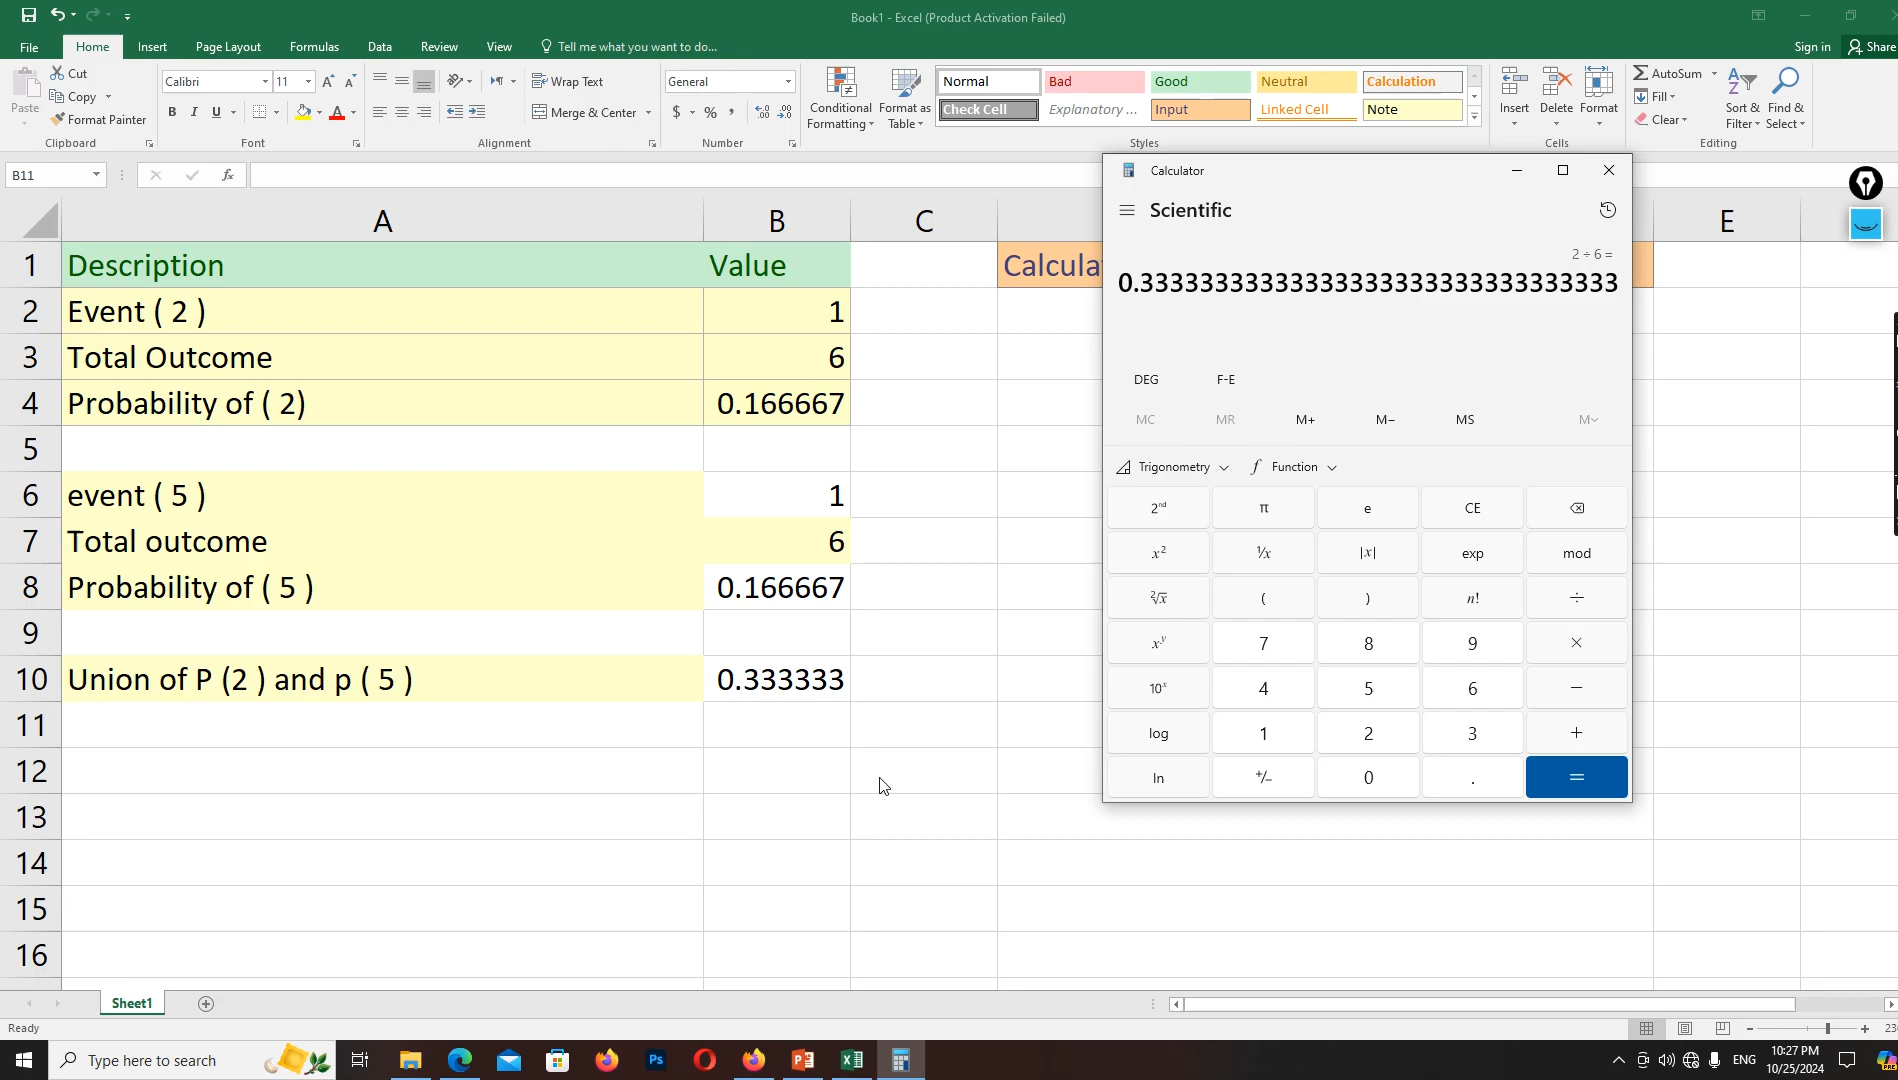 Book1 - Excel (Product Activation Failed)
File Home Insert Page Layout Formulas Data Review View Tell me what you want to do... Sign in Share
Paste Cut Copy Format Painter Clipboard
Calibri 11 B I U Font
Wrap Text Merge & Center Alignment
General $ % , Number
Conditional Formatting Format as Table
Normal Bad Good Neutral Calculation
Check Cell Explanatory ... Input Linked Cell Note
Styles
Insert Delete Format Cells
AutoSum Fill Clear Sort & Filter Find & Select Editing
B11 fx
A B C E
1 Description Value Calcula
2 Event ( 2 ) 1
3 Total Outcome 6
4 Probability of ( 2) 0.166667
5
6 event ( 5 ) 1
7 Total outcome 6
8 Probability of ( 5 ) 0.166667
9
10 Union of P (2 ) and p ( 5 ) 0.333333
11
12
13
14
15
16
Calculator
Scientific
2 ÷ 6 =
0.33333333333333333333333333333333
DEG F-E
MC MR M+ M− MS M
Trigonometry Function
2nd π e CE
x² ¹/x |x| exp mod
²√x ( ) n! ÷
xʸ 7 8 9 ×
10ˣ 4 5 6 −
log 1 2 3 +
ln +/− 0 . =
Sheet1
Ready
Type here to search Ps ENG 10:27 PM
10/25/2024